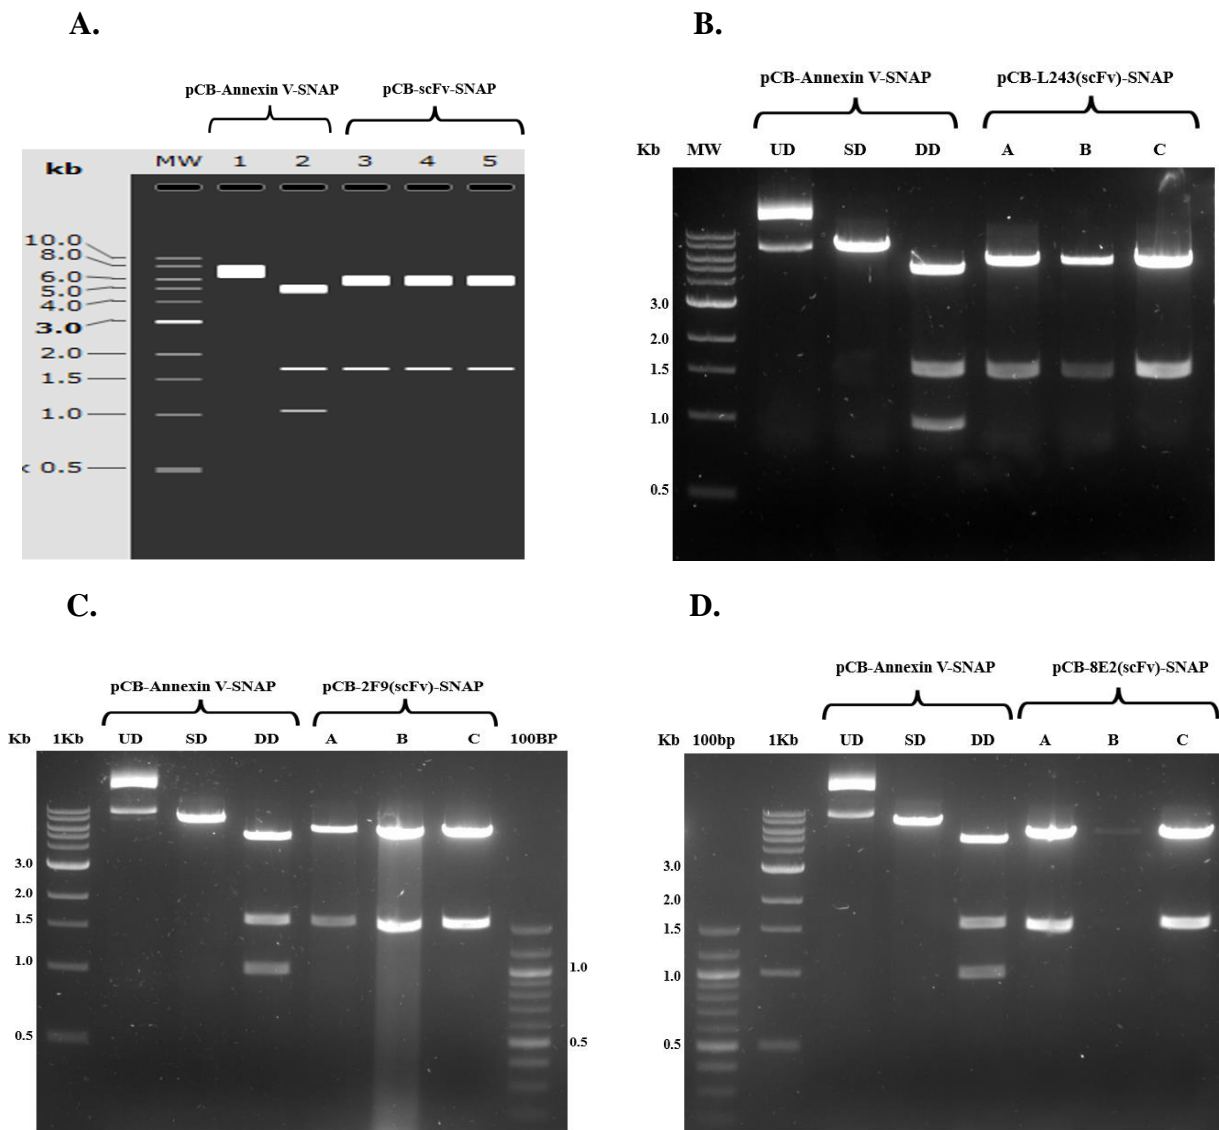 A.
pCB-Annexin V-SNAP pCB-scFv-SNAP
kb MW 1 2 3 4 5
10.0
8.0
6.0
5.0
4.0
3.0
2.0
1.5
1.0
0.5
B.
pCB-Annexin V-SNAP pCB-L243(scFv)-SNAP
Kb MW UD SD DD A B C
3.0
2.0
1.5
1.0
0.5
C.
pCB-Annexin V-SNAP pCB-2F9(scFv)-SNAP
Kb 1Kb UD SD DD A B C 100BP
3.0
2.0
1.5
1.0 1.0
0.5 0.5
D.
pCB-Annexin V-SNAP pCB-8E2(scFv)-SNAP
Kb 100bp 1Kb UD SD DD A B C
3.0
2.0
1.5
1.0
0.5